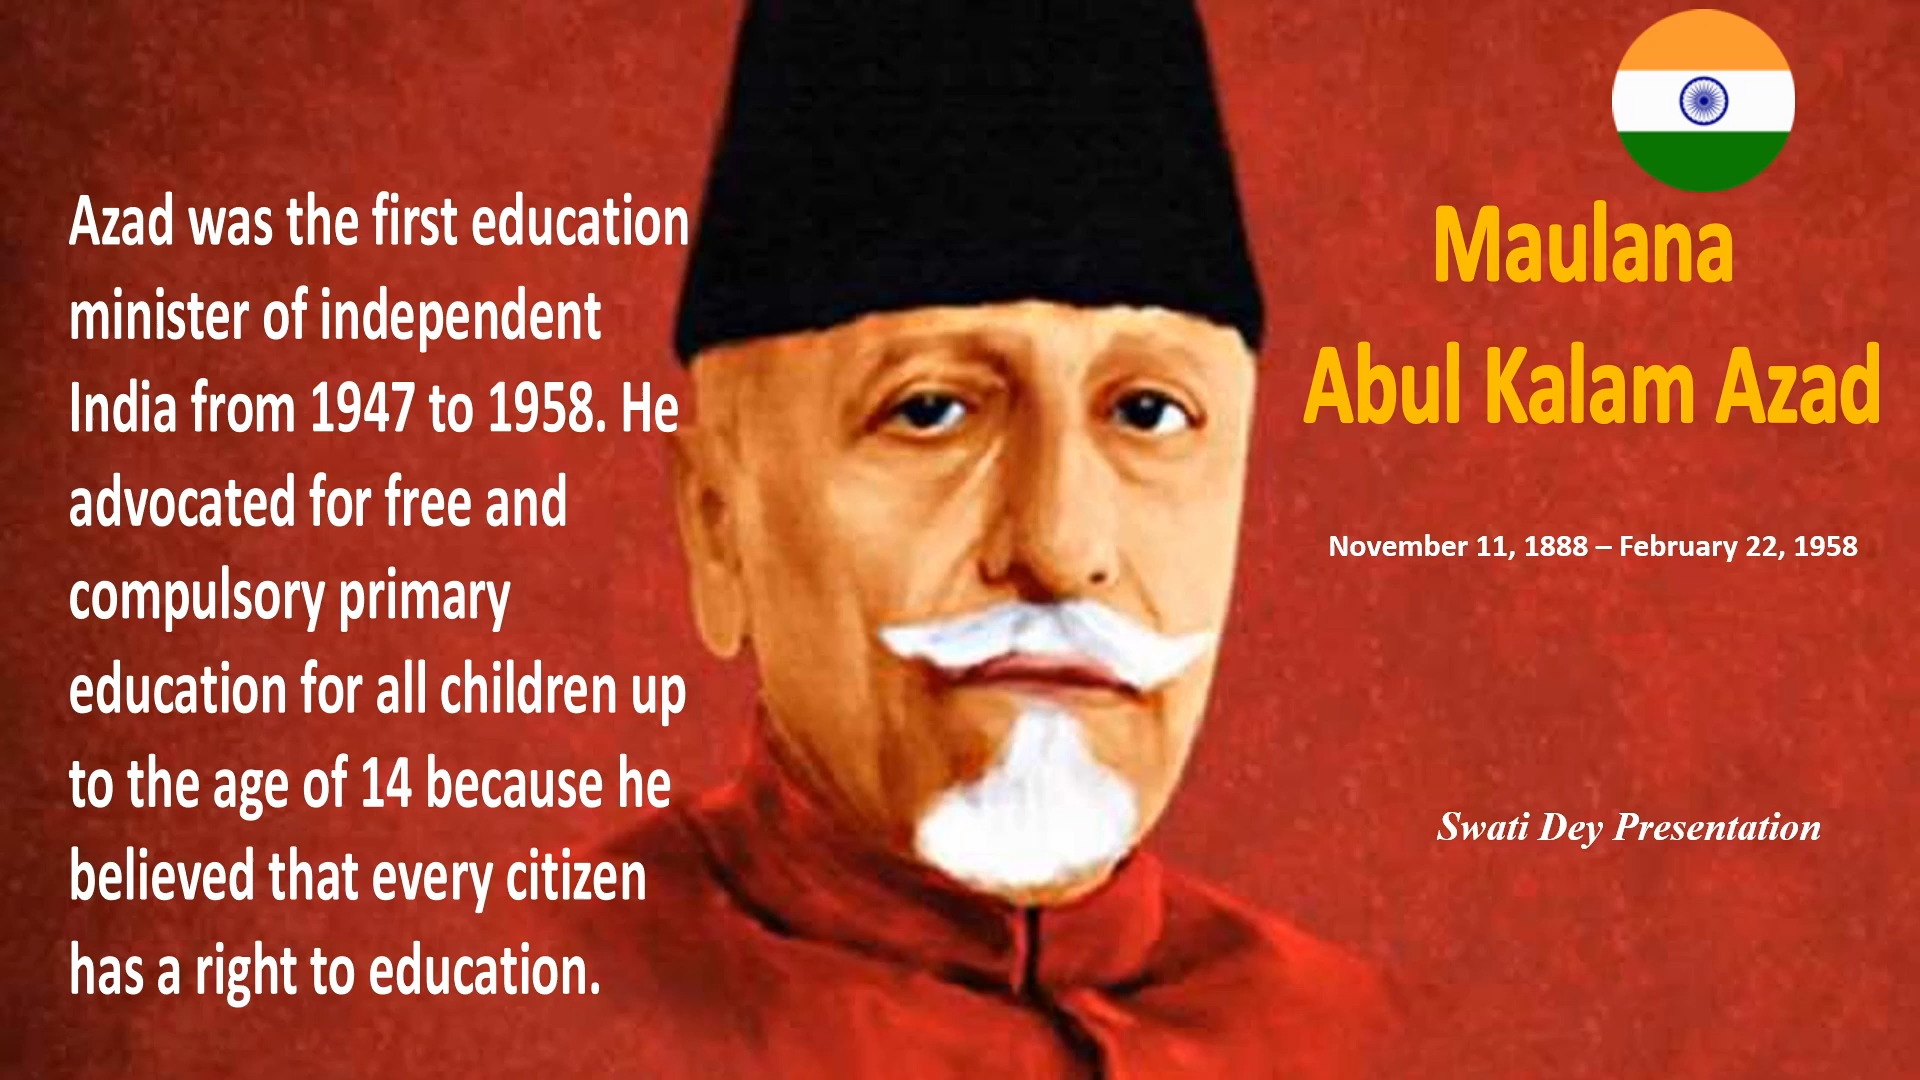 Azad was the first education
minister of independent
India from 1947 to 1958. He
advocated for free and
compulsory primary
education for all children up
to the age of 14 because he
believed that every citizen
has a right to education.
Maulana
Abul Kalam Azad
November 11, 1888 – February 22, 1958
Swati Dey Presentation